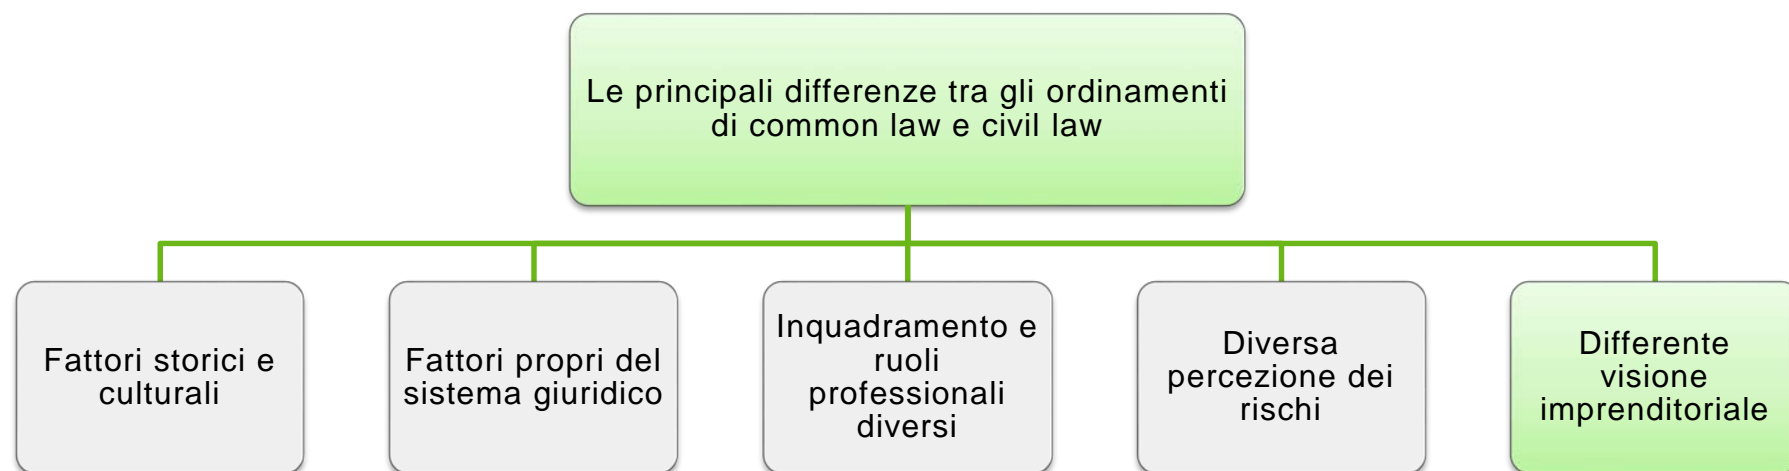 Le principali differenze tra gli ordinamenti
di common law e civil law
Fattori storici e
culturali
Fattori propri del
sistema giuridico
Inquadramento e
ruoli
professionali
diversi
Diversa
percezione dei
rischi
Differente
visione
imprenditoriale